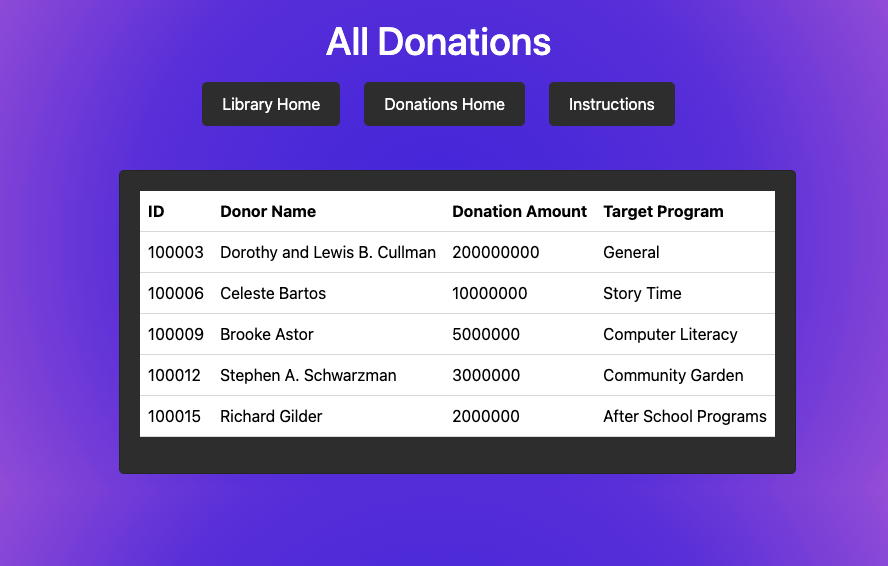 All Donations
Library Home Donations Home Instructions
ID Donor Name Donation Amount Target Program
100003 Dorothy and Lewis B. Cullman 200000000 General
100006 Celeste Bartos 10000000 Story Time
100009 Brooke Astor 5000000 Computer Literacy
100012 Stephen A. Schwarzman 3000000 Community Garden
100015 Richard Gilder 2000000 After School Programs